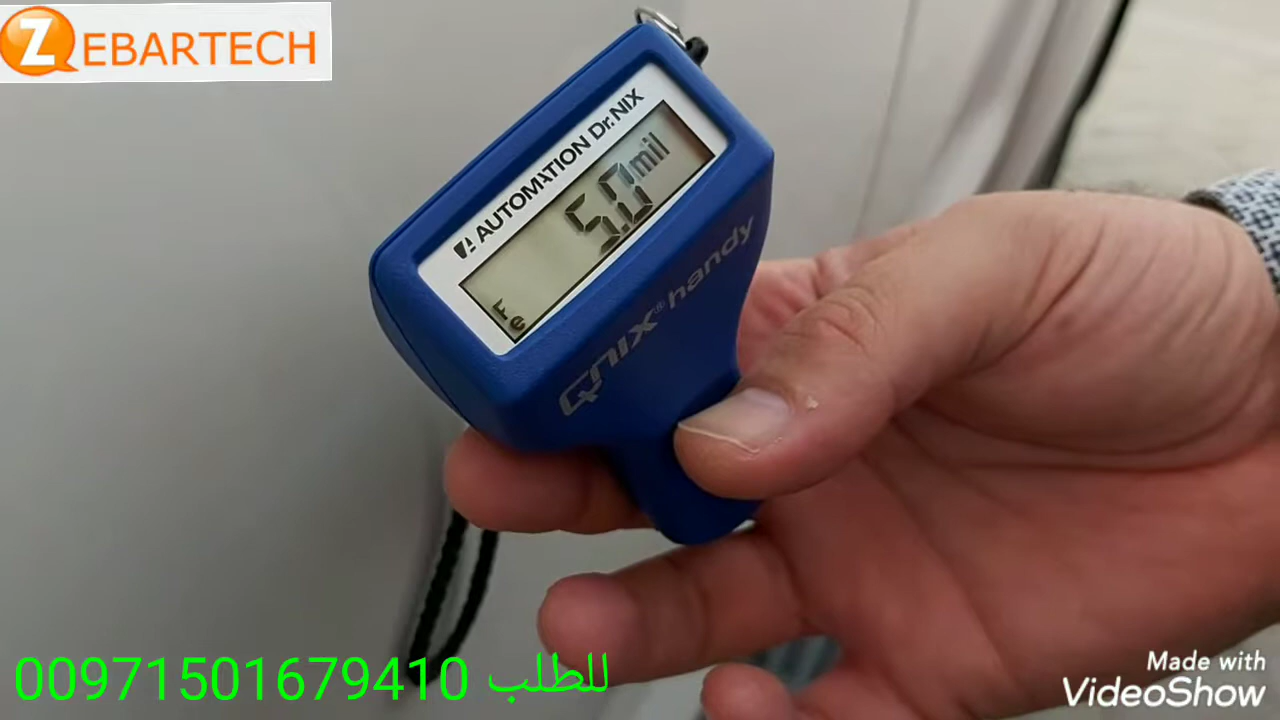 ZEBARTECH
AUTOMATION Dr. NIX
5.0 mil
Fe
QNIX® handy
للطلب 00971501679410
Made with
VideoShow